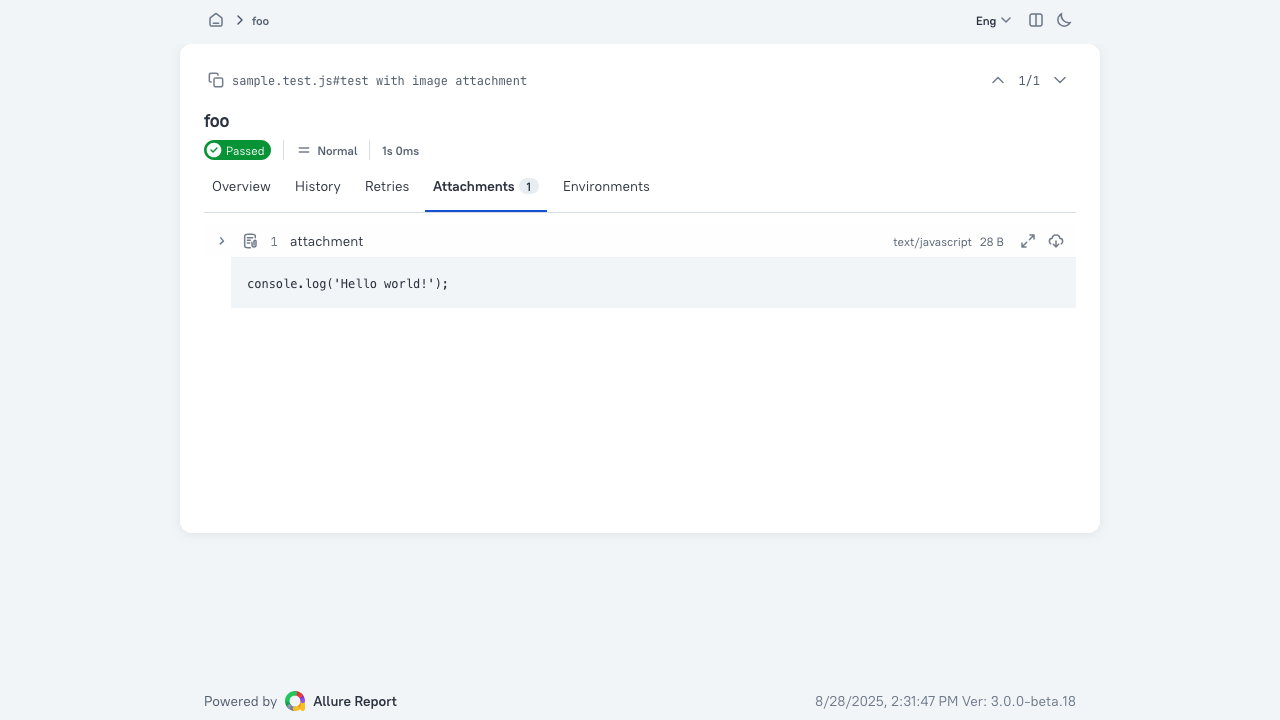 foo
Eng
sample.test.js#test with image attachment
1/1
foo
Passed
Normal
1s 0ms
Overview
History
Retries
Attachments 1
Environments
1 attachment
text/javascript 28 B
console.log('Hello world!');
Powered by Allure Report
8/28/2025, 2:31:47 PM Ver: 3.0.0-beta.18